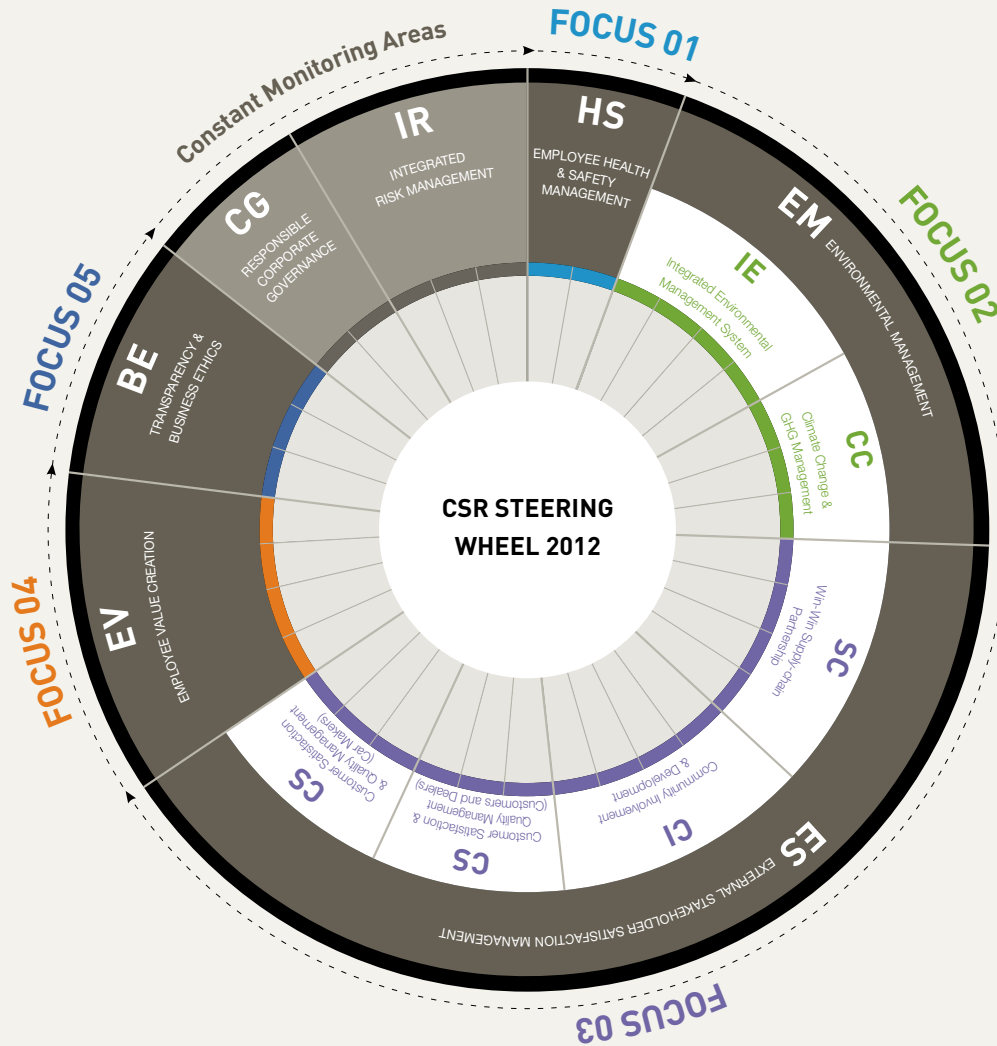 CSR STEERING
WHEEL 2012
Constant Monitoring Areas
FOCUS 01
HS
EMPLOYEE HEALTH
& SAFETY
MANAGEMENT
FOCUS 02
EM
ENVIRONMENTAL MANAGEMENT
IE
Integrated Environmental
Management System
CC
Climate Change &
GHG Management
FOCUS 03
ES
EXTERNAL STAKEHOLDER SATISFACTION MANAGEMENT
SC
Win-Win Supply-chain
Partnership
CI
Community Involvement
& Development
CS
Customer Satisfaction &
Quality Management
(Customers and Dealers)
CS
Customer Satisfaction
& Quality Management
(Car Makers)
FOCUS 04
EV
EMPLOYEE VALUE CREATION
FOCUS 05
BE
TRANSPARENCY &
BUSINESS ETHICS
CG
RESPONSIBLE
CORPORATE
GOVERNANCE
IR
INTEGRATED
RISK MANAGEMENT